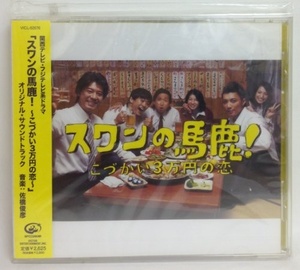 関西テレビ・フジテレビ系ドラマ
「スワンの馬鹿!～こづかい3万円の恋～」
オリジナル・サウンドトラック 音楽:佐橋俊彦
スワンの馬鹿!
こづかい3万円の恋